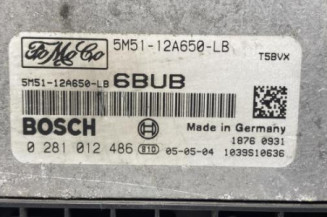 FoMoCo 5M51-12A650-LB T5BVX
5M51-12A650-LB 6BUB
BOSCH Made in Germany
1876 0931
0 281 012 486 810 05-05-04 1039S10636